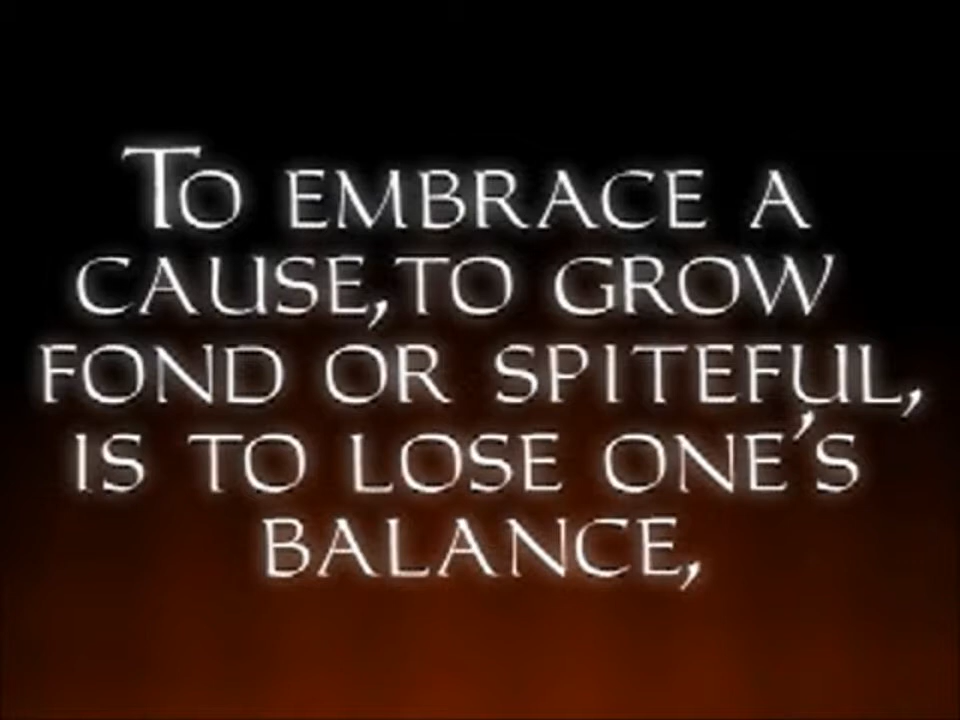 TO EMBRACE A
CAUSE,TO GROW
FOND OR SPITEFUL,
IS TO LOSE ONE'S
BALANCE,